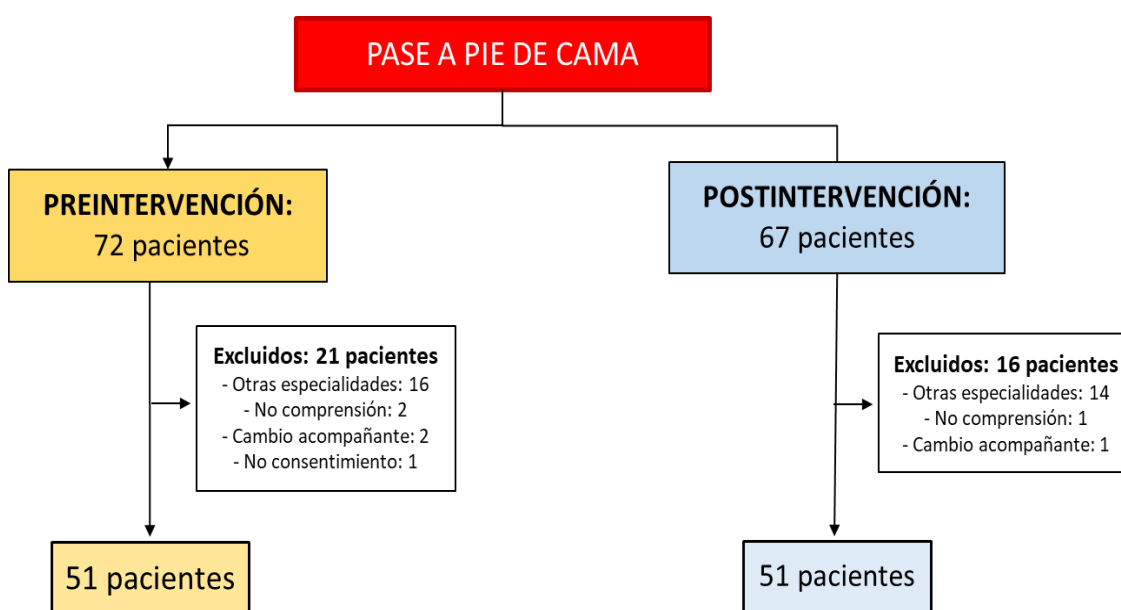 PASE A PIE DE CAMA
PREINTERVENCIÓN:
72 pacientes
POSTINTERVENCIÓN:
67 pacientes
Excluidos: 21 pacientes
- Otras especialidades: 16
- No comprensión: 2
- Cambio acompañante: 2
- No consentimiento: 1
Excluidos: 16 pacientes
- Otras especialidades: 14
- No comprensión: 1
- Cambio acompañante: 1
51 pacientes
51 pacientes